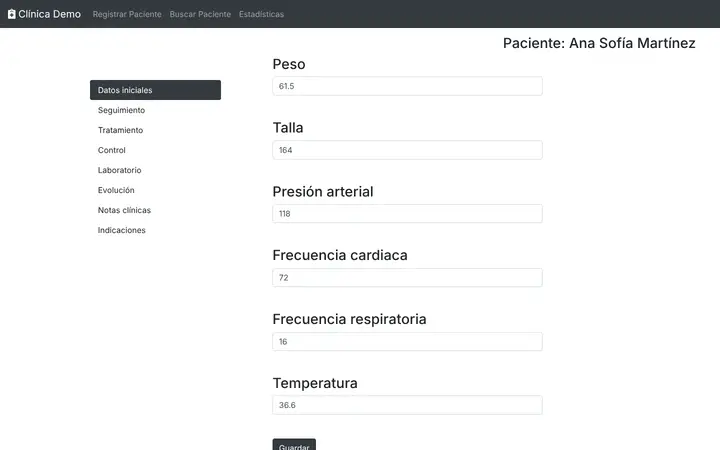 Clínica Demo Registrar Paciente Buscar Paciente Estadísticas
Paciente: Ana Sofía Martínez
Datos iniciales
Seguimiento
Tratamiento
Control
Laboratorio
Evolución
Notas clínicas
Indicaciones
Peso
61.5
Talla
164
Presión arterial
118
Frecuencia cardiaca
72
Frecuencia respiratoria
16
Temperatura
36.6
Guardar